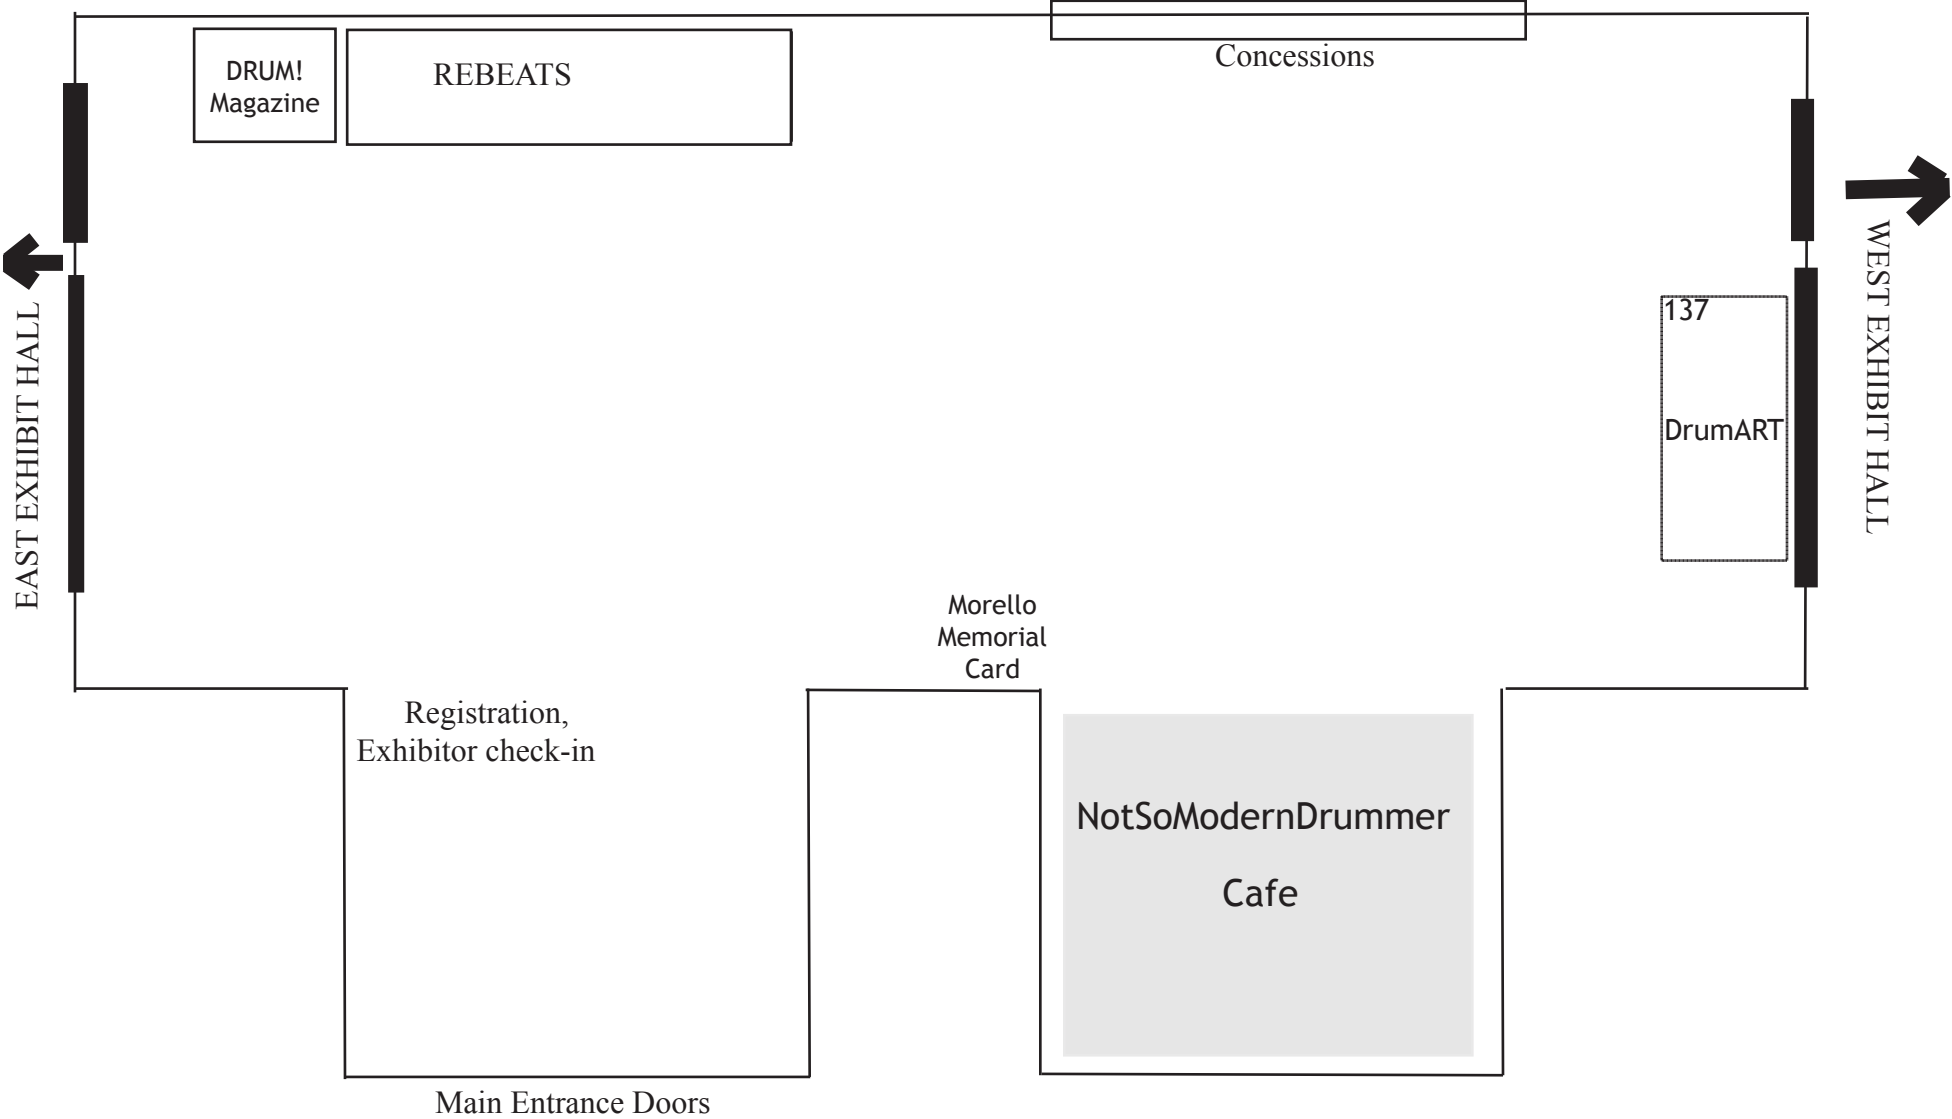 DRUM!
Magazine
REBEATS
Concessions
EAST EXHIBIT HALL
WEST EXHIBIT HALL
137
DrumART
Morello
Memorial
Card
Registration,
Exhibitor check-in
NotSoModernDrummer
Cafe
Main Entrance Doors